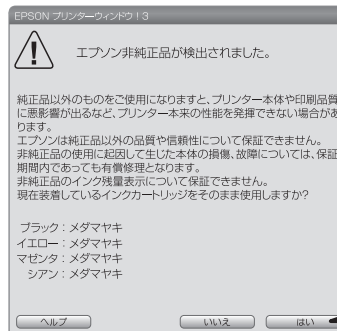 EPSON プリンターウィンドウ!3
エプソン非純正品が検出されました。
純正品以外のものをご使用になりますと、プリンター本体や印刷品質
に悪影響が出るなど、プリンター本来の性能を発揮できない場合があ
ります。
エプソンは純正品以外の品質や信頼性について保証できません。
非純正品の使用に起因して生じた本体の損傷、故障については、保証
期間内であっても有償修理となります。
非純正品のインク残量表示について保証できません。
現在装着しているインクカートリッジをそのまま使用しますか?
ブラック:メダマヤキ
イエロー:メダマヤキ
マゼンタ:メダマヤキ
シアン:メダマヤキ
ヘルプ いいえ はい